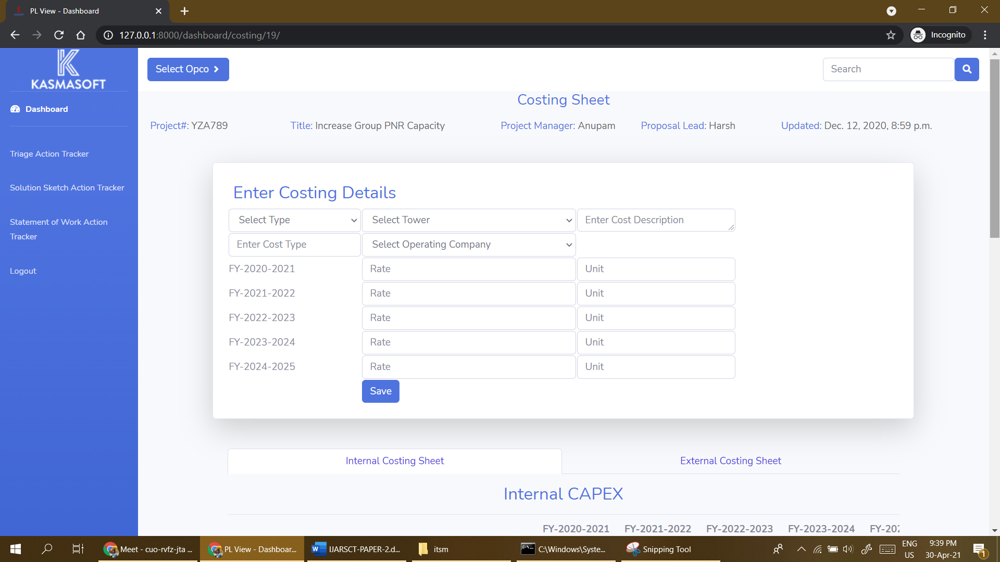 PL View - Dashboard
127.0.0.1:8000/dashboard/costing/19/
Incognito
K
KASMASOFT
Select Opco
Search
Dashboard
Costing Sheet
Project#: YZA789
Title: Increase Group PNR Capacity
Project Manager: Anupam
Proposal Lead: Harsh
Updated: Dec. 12, 2020, 8:59 p.m.
Triage Action Tracker
Solution Sketch Action Tracker
Statement of Work Action
Tracker
Logout
Enter Costing Details
Select Type
Select Tower
Enter Cost Description
Enter Cost Type
Select Operating Company
FY-2020-2021
Rate
Unit
FY-2021-2022
Rate
Unit
FY-2022-2023
Rate
Unit
FY-2023-2024
Rate
Unit
FY-2024-2025
Rate
Unit
Save
Internal Costing Sheet
External Costing Sheet
Internal CAPEX
FY-2020-2021
FY-2021-2022
FY-2022-2023
FY-2023-2024
FY-202
Meet - cuo-rvfz-jta ...
PL View - Dashboar...
IJARSCT-PAPER-2.d...
itsm
C:\Windows\Syste...
Snipping Tool
ENG
US
9:39 PM
30-Apr-21
1